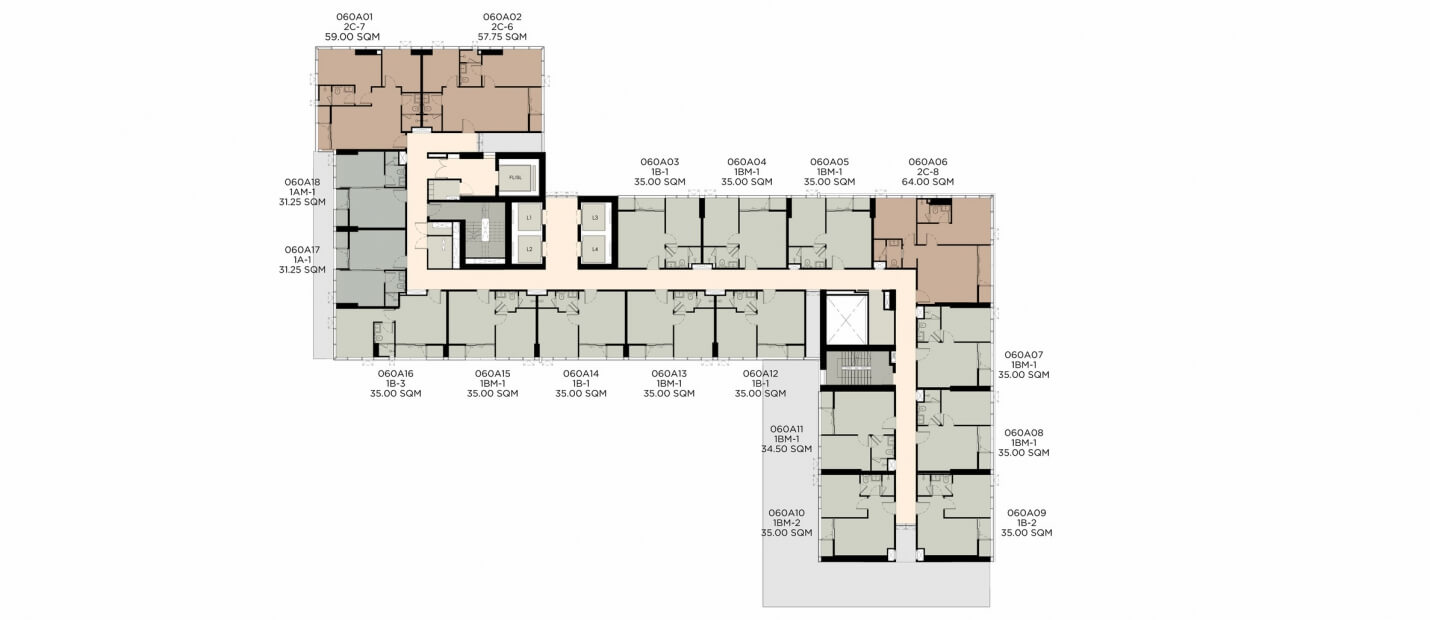 060A01
2C-7
59.00 SQM
060A02
2C-6
57.75 SQM
060A03
1B-1
35.00 SQM
060A04
1BM-1
35.00 SQM
060A05
1BM-1
35.00 SQM
060A06
2C-8
64.00 SQM
FL/SL
060A18
1AM-1
31.25 SQM
L1
L3
L2
L4
060A17
1A-1
31.25 SQM
060A16
1B-3
35.00 SQM
060A15
1BM-1
35.00 SQM
060A14
1B-1
35.00 SQM
060A13
1BM-1
35.00 SQM
060A12
1B-1
35.00 SQM
060A07
1BM-1
35.00 SQM
060A11
1BM-1
34.50 SQM
060A08
1BM-1
35.00 SQM
060A10
1BM-2
35.00 SQM
060A09
1B-2
35.00 SQM